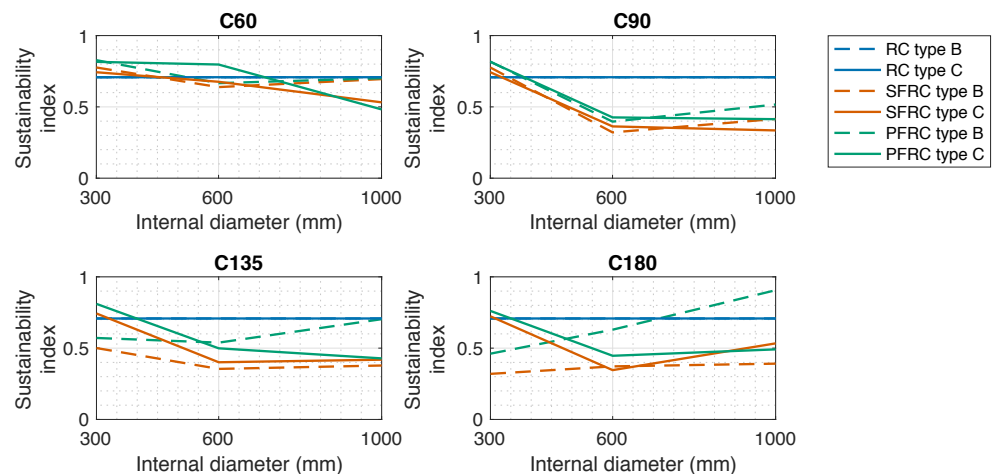 C60
1
0.5
0
300
600
1000
Sustainability
index
Internal diameter (mm)
C90
1
0.5
0
300
600
1000
Sustainability
index
Internal diameter (mm)
RC type B
RC type C
SFRC type B
SFRC type C
PFRC type B
PFRC type C
C135
1
0.5
0
300
600
1000
Sustainability
index
Internal diameter (mm)
C180
1
0.5
0
300
600
1000
Sustainability
index
Internal diameter (mm)